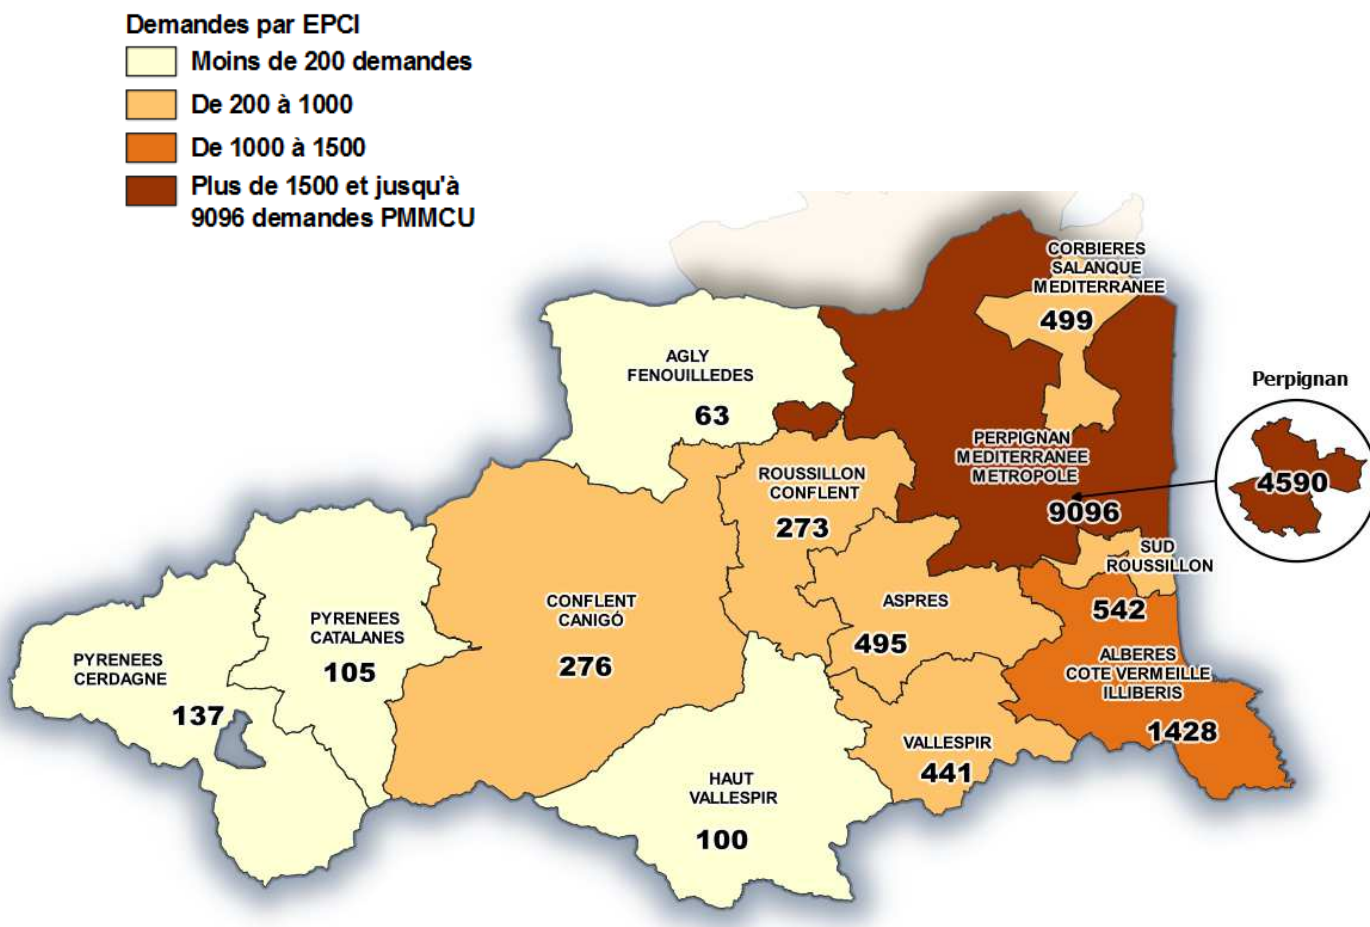 Demandes par EPCI
Moins de 200 demandes
De 200 à 1000
De 1000 à 1500
Plus de 1500 et jusqu'à
9096 demandes PMMCU
CORBIERES
SALANQUE
MEDITERRANEE
499
AGLY
FENOUILLEDES
63
Perpignan
4590
PERPIGNAN
MEDITERRANEE
METROPOLE
9096
ROUSSILLON
CONFLENT
273
SUD
ROUSSILLON
542
CONFLENT
CANIGÓ
276
ASPRES
495
PYRENEES
CATALANES
105
PYRENEES
CERDAGNE
137
ALBERES
COTE VERMEILLE
ILLIBERIS
1428
VALLESPIR
441
HAUT
VALLESPIR
100